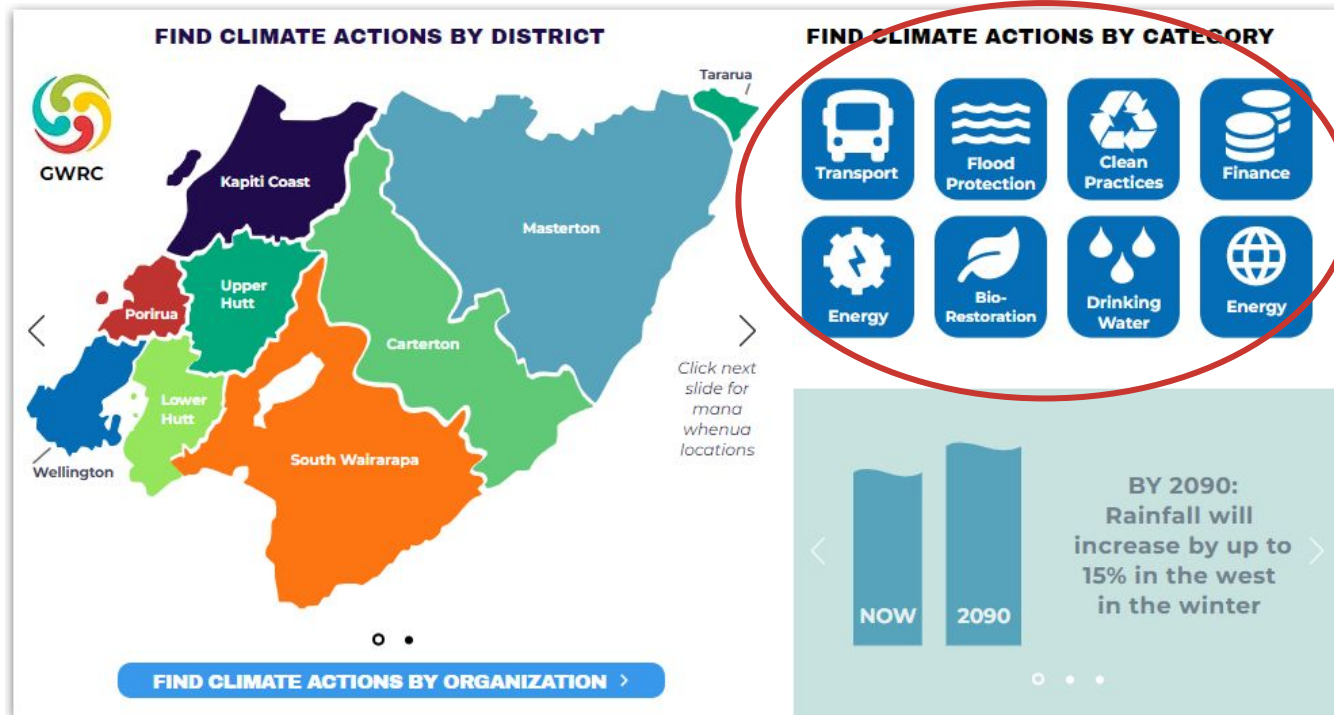 FIND CLIMATE ACTIONS BY DISTRICT
GWRC
Tararua
Kapiti Coast
Masterton
Upper
Hutt
Porirua
Carterton
Lower
Hutt
Wellington
South Wairarapa
Click next
slide for
mana
whenua
locations
FIND CLIMATE ACTIONS BY ORGANIZATION >
FIND CLIMATE ACTIONS BY CATEGORY
Transport
Flood
Protection
Clean
Practices
Finance
Energy
Bio-
Restoration
Drinking
Water
Energy
NOW
2090
BY 2090:
Rainfall will
increase by up to
15% in the west
in the winter